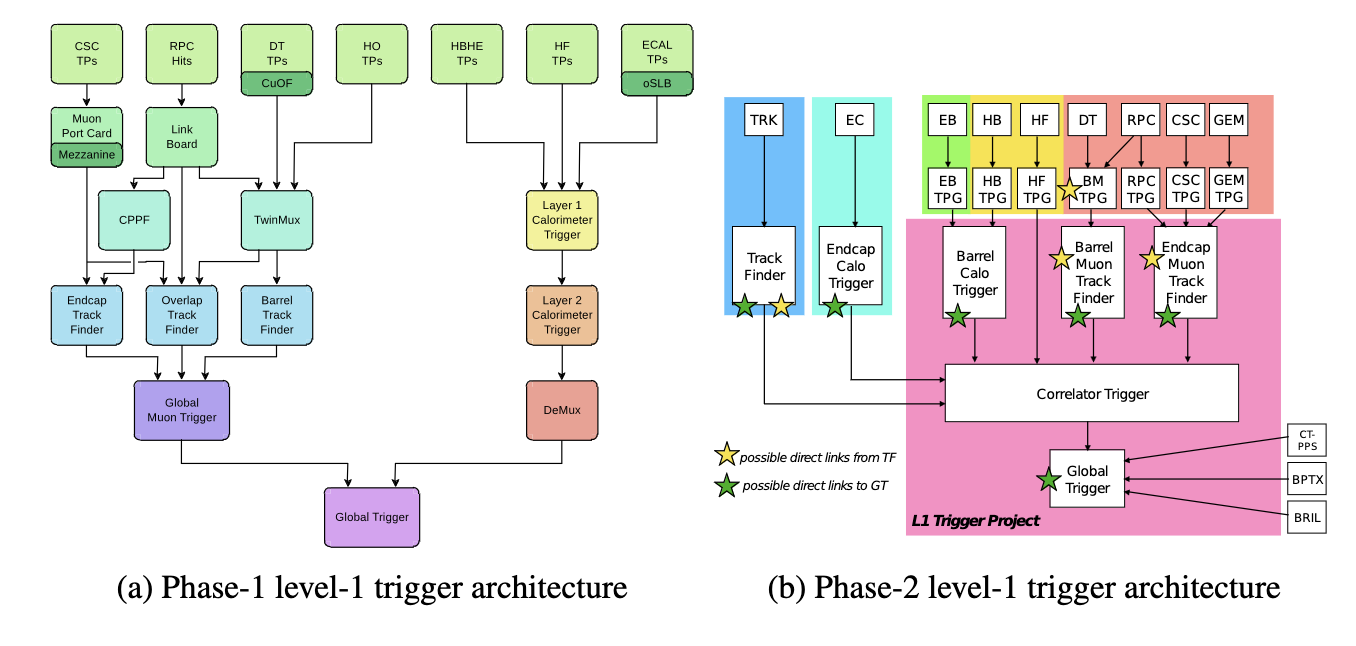 CSC
TPs
RPC
Hits
DT
TPs
CuOF
HO
TPs
HBHE
TPs
HF
TPs
ECAL
TPs
oSLB
Muon
Port Card
Mezzanine
Link
Board
CPPF
TwinMux
Layer 1
Calorimeter
Trigger
Endcap
Track
Finder
Overlap
Track
Finder
Barrel
Track
Finder
Layer 2
Calorimeter
Trigger
Global
Muon Trigger
DeMux
Global Trigger
(a) Phase-1 level-1 trigger architecture
TRK
EC
EB
HB
HF
DT
RPC
CSC
GEM
EB
TPG
HB
TPG
HF
TPG
BM
TPG
RPC
TPG
CSC
TPG
GEM
TPG
Track
Finder
Endcap
Calo
Trigger
Barrel
Calo
Trigger
Barrel
Muon
Track
Finder
Endcap
Muon
Track
Finder
Correlator Trigger
possible direct links from TF
possible direct links to GT
Global
Trigger
CT-
PPS
BPTX
BRIL
L1 Trigger Project
(b) Phase-2 level-1 trigger architecture